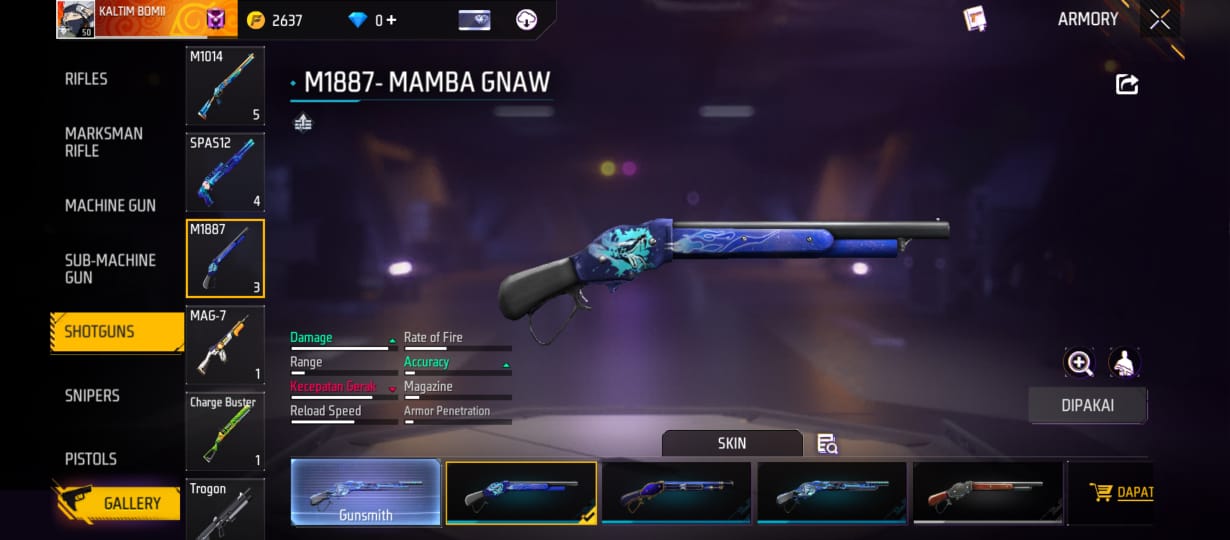 KALTIM BOMII
50
2637
0+
ARMORY
RIFLES
MARKSMAN
RIFLE
MACHINE GUN
SUB-MACHINE
GUN
SHOTGUNS
SNIPERS
PISTOLS
GALLERY
M1014
5
SPAS12
4
M1887
3
MAG-7
1
Charge Buster
1
Trogon
M1887- MAMBA GNAW
Damage
Rate of Fire
Range
Accuracy
Kecepatan Gerak
Magazine
Reload Speed
Armor Penetration
DIPAKAI
SKIN
Gunsmith
DAPAT